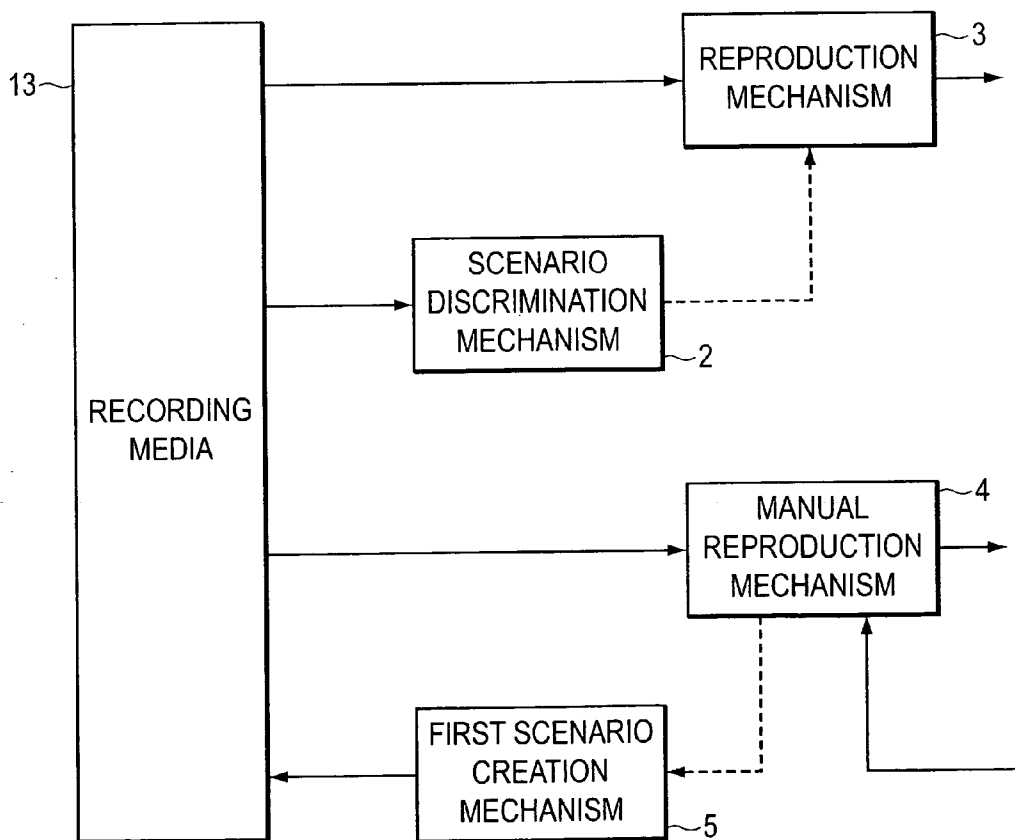 13
3
REPRODUCTION
MECHANISM
SCENARIO
DISCRIMINATION
MECHANISM
2
RECORDING
MEDIA
4
MANUAL
REPRODUCTION
MECHANISM
FIRST SCENARIO
CREATION
MECHANISM
5